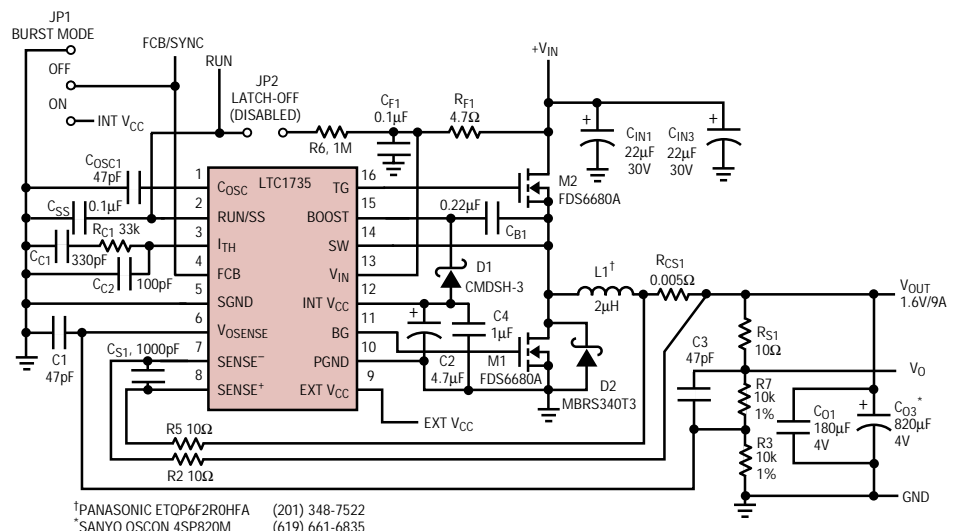 JP1
BURST MODE
OFF
ON
INT VCC
FCB/SYNC
RUN
JP2
LATCH-OFF
(DISABLED)
R6, 1M
CF1
0.1µF
RF1
4.7Ω
+VIN
+
CIN1
22µF
30V
+
CIN3
22µF
30V
COSC1
47pF
CSS
0.1µF
RC1 33k
CC1
330pF
CC2
100pF
C1
47pF
CS1, 1000pF
LTC1735
1
COSC
2
RUN/SS
3
ITH
4
FCB
5
SGND
6
VOSENSE
7
SENSE−
8
SENSE+
16
TG
15
BOOST
14
SW
13
VIN
12
INT VCC
11
BG
10
PGND
9
EXT VCC
EXT VCC
0.22µF
CB1
M2
FDS6680A
D1
CMDSH-3
+
C2
4.7µF
C4
1µF
M1
FDS6680A
D2
MBRS340T3
L1†
2µH
RCS1
0.005Ω
VOUT
1.6V/9A
RS1
10Ω
C3
47pF
VO
R7
10k
1%
R3
10k
1%
CO1
180µF
4V
+
CO3*
820µF
4V
GND
R5 10Ω
R2 10Ω
†PANASONIC ETQP6F2R0HFA (201) 348-7522
*SANYO OSCON 4SP820M (619) 661-6835